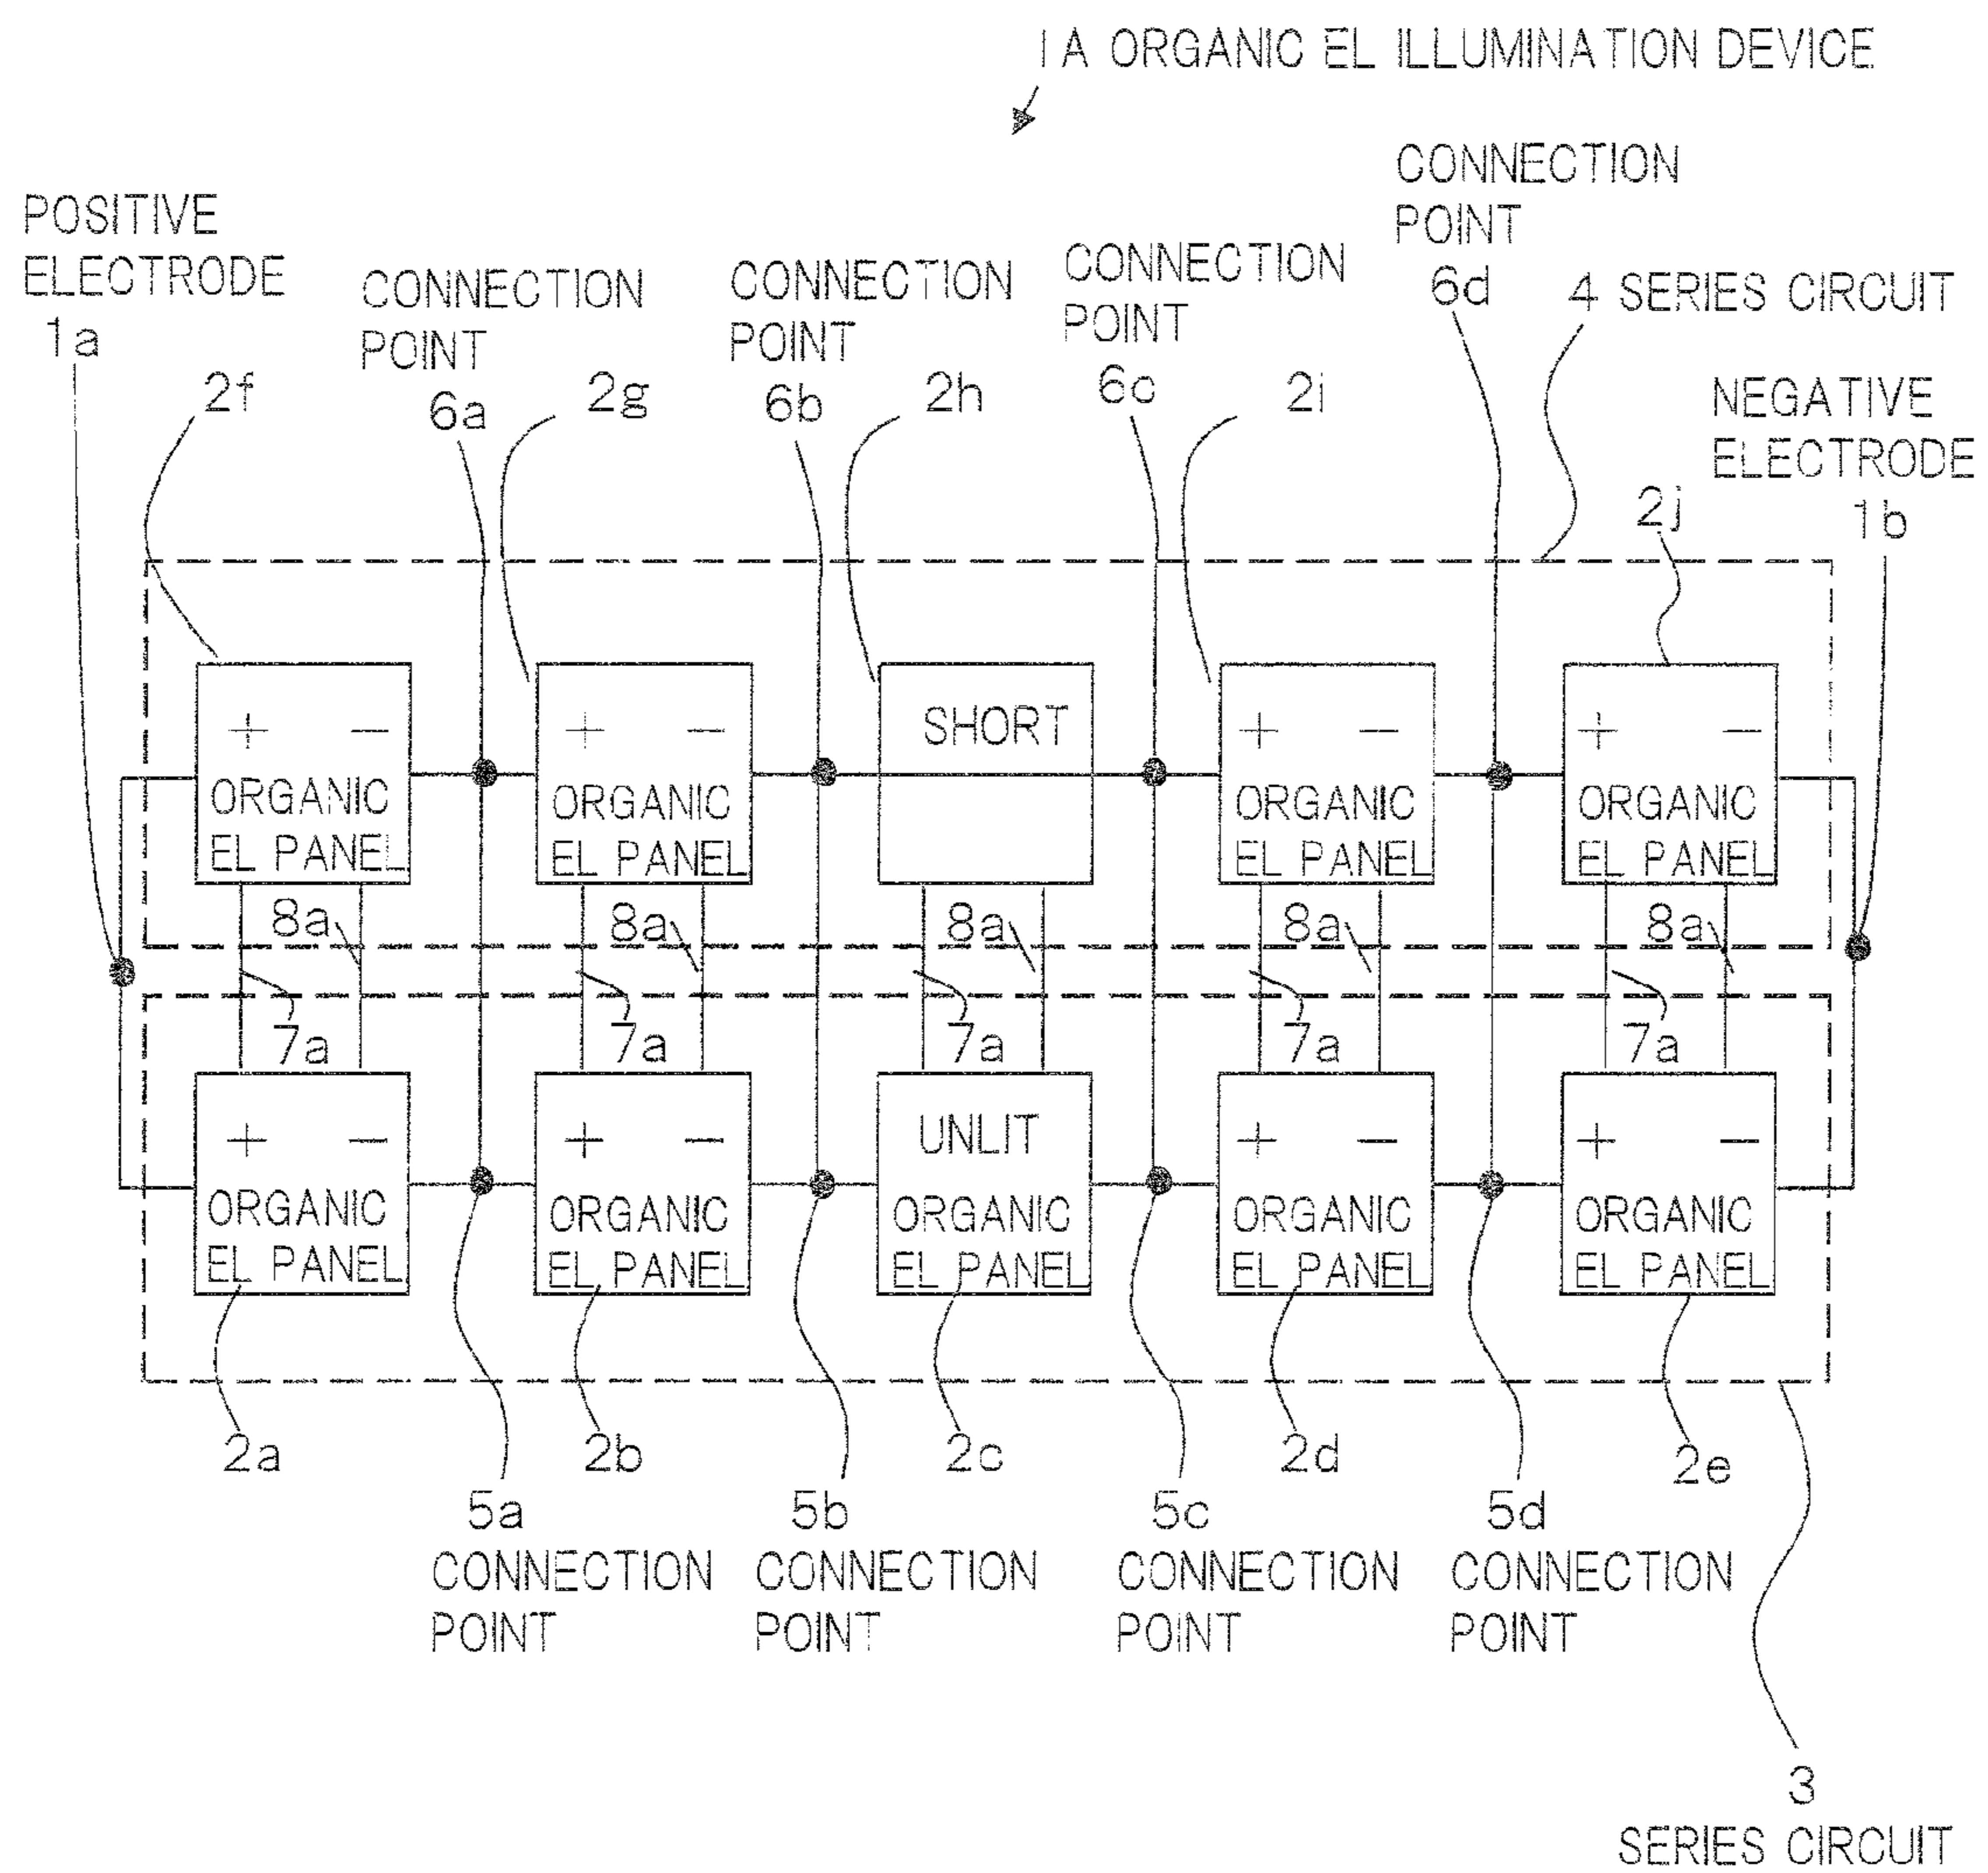 1A ORGANIC EL ILLUMINATION DEVICE
POSITIVE
ELECTRODE
1a
2f
CONNECTION
POINT
6a
2g
CONNECTION
POINT
6b
2h
CONNECTION
POINT
6c
2i
CONNECTION
POINT
6d
4 SERIES CIRCUIT
NEGATIVE
ELECTRODE
1b
2j
+ −
ORGANIC
EL PANEL
+ −
ORGANIC
EL PANEL
SHORT
+ −
ORGANIC
EL PANEL
+ −
ORGANIC
EL PANEL
8a
8a
8a
8a
8a
7a
7a
7a
7a
7a
+ −
ORGANIC
EL PANEL
+ −
ORGANIC
EL PANEL
UNLIT
ORGANIC
EL PANEL
+ −
ORGANIC
EL PANEL
+ −
ORGANIC
EL PANEL
2a
2b
2c
2d
2e
5a
CONNECTION
POINT
5b
CONNECTION
POINT
5c
CONNECTION
POINT
5d
CONNECTION
POINT
3
SERIES CIRCUIT